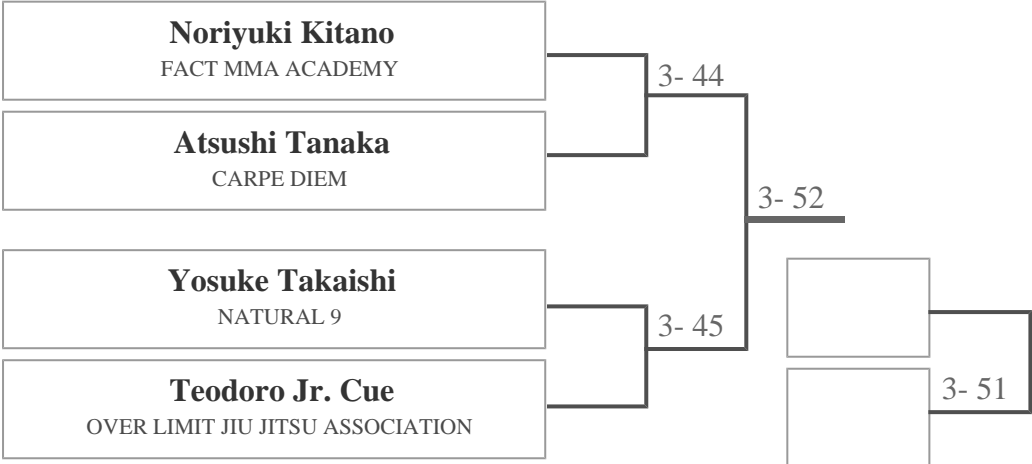 Noriyuki Kitano
FACT MMA ACADEMY
3- 44
Atsushi Tanaka
CARPE DIEM
3- 52
Yosuke Takaishi
NATURAL 9
3- 45
Teodoro Jr. Cue
OVER LIMIT JIU JITSU ASSOCIATION
3- 51